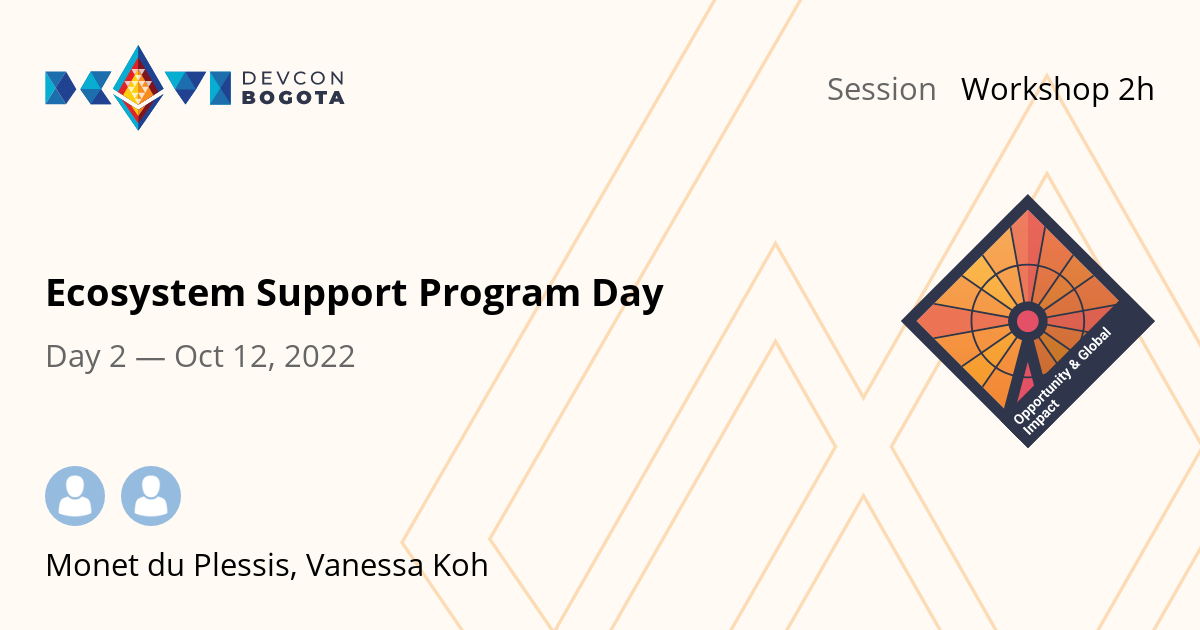 DEVCON
BOGOTA
Session Workshop 2h
Ecosystem Support Program Day
Day 2 — Oct 12, 2022
Opportunity & Global
Impact
Monet du Plessis, Vanessa Koh